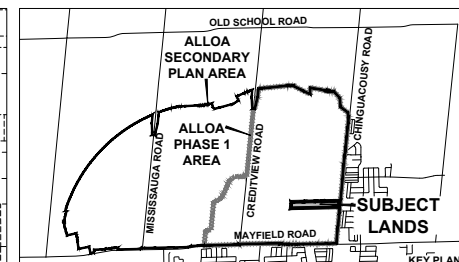 OLD SCHOOL ROAD
ALLOA
SECONDARY
PLAN AREA
CHINGUACOUSY ROAD
ALLOA
PHASE 1
AREA
MISSISSAUGA ROAD
CREDITVIEW ROAD
SUBJECT
LANDS
MAYFIELD ROAD
KEY PLAN